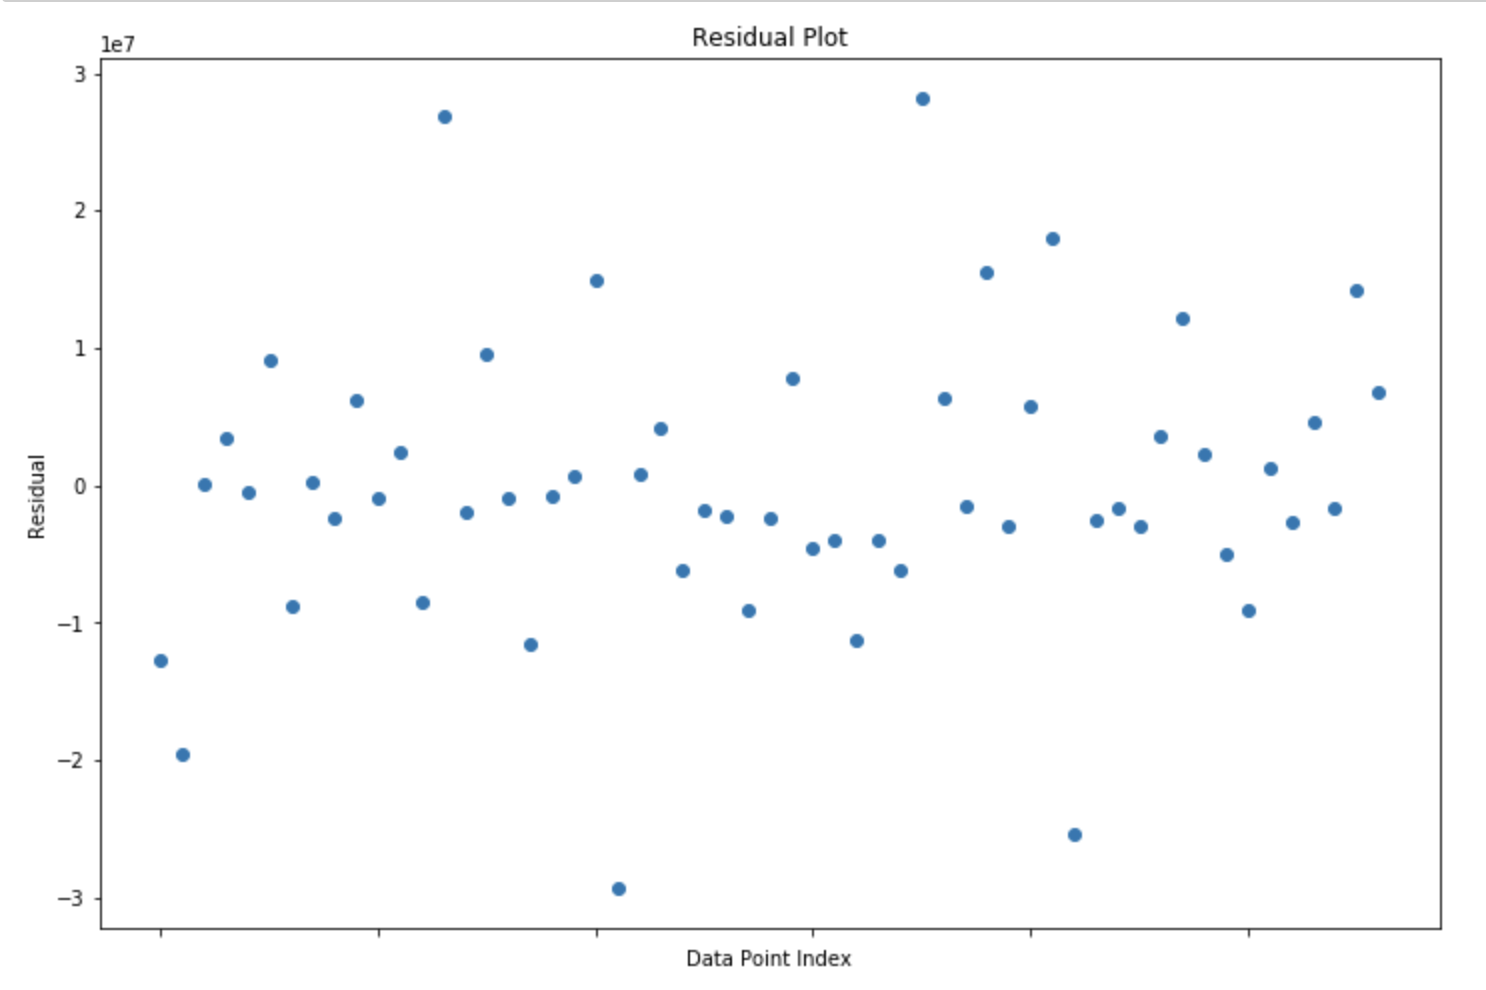 Residual Plot
1e7
3
2
1
0
−1
−2
−3
Residual
Data Point Index